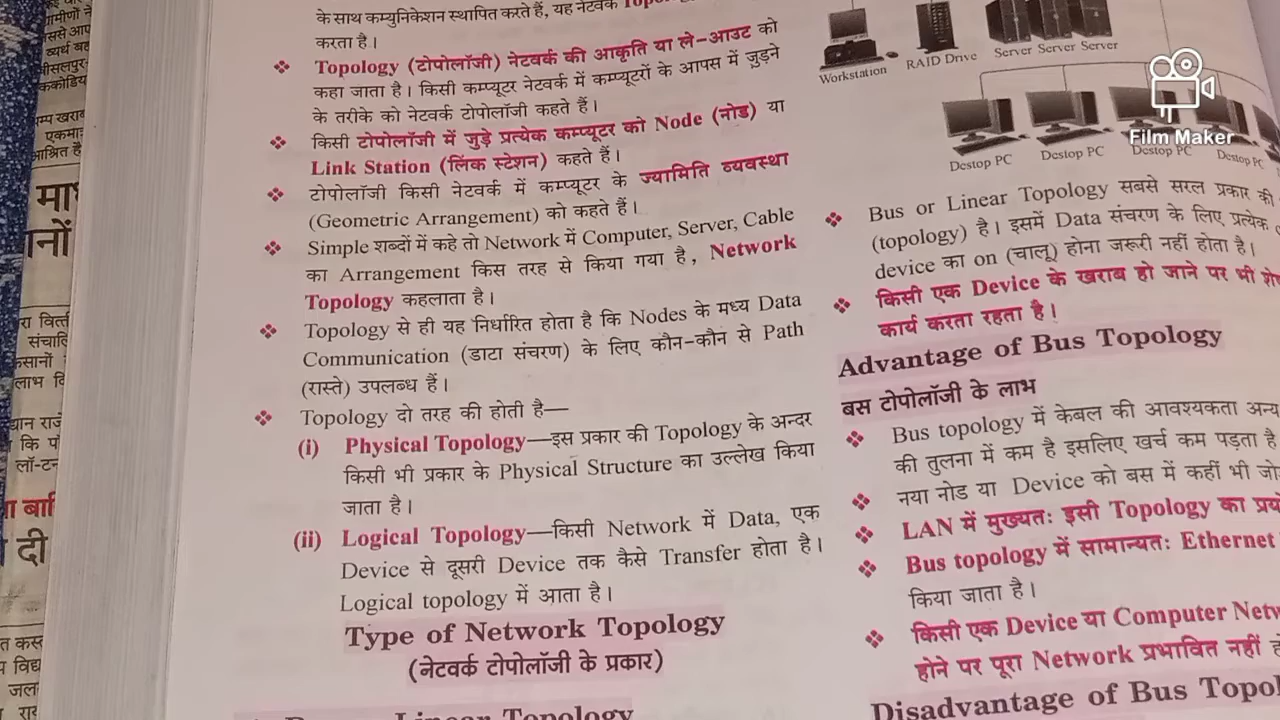 के साथ कम्युनिकेशन स्थापित करते हैं, यह नेटवर्क
करता है।
❖ Topology (टोपोलॉजी) नेटवर्क की आकृति या ले-आउट को
कहा जाता है। किसी कम्प्यूटर नेटवर्क में कम्प्यूटरों के आपस में जुड़ने
के तरीके को नेटवर्क टोपोलॉजी कहते हैं।
❖ किसी टोपोलॉजी में जुड़े प्रत्येक कम्प्यूटर को Node (नोड) या
Link Station (लिंक स्टेशन) कहते हैं।
❖ टोपोलॉजी किसी नेटवर्क में कम्प्यूटर के ज्यामिति व्यवस्था
(Geometric Arrangement) को कहते हैं।
❖ Simple शब्दों में कहे तो Network में Computer, Server, Cable
का Arrangement किस तरह से किया गया है, Network
Topology कहलाता है।
❖ Topology से ही यह निर्धारित होता है कि Nodes के मध्य Data
Communication (डाटा संचरण) के लिए कौन-कौन से Path
(रास्ते) उपलब्ध हैं।
❖ Topology दो तरह की होती है—
(i) Physical Topology—इस प्रकार की Topology के अन्दर
किसी भी प्रकार के Physical Structure का उल्लेख किया
जाता है।
(ii) Logical Topology—किसी Network में Data, एक
Device से दूसरी Device तक कैसे Transfer होता है।
Logical topology में आता है।
Type of Network Topology
(नेटवर्क टोपोलॉजी के प्रकार)
Linear Topology
Workstation RAID Drive Server Server Server
Film Maker
Destop PC Destop PC Destop PC Destop PC
❖ Bus or Linear Topology सबसे सरल प्रकार की
(topology) है। इसमें Data संचरण के लिए प्रत्येक
device का on (चालू) होना जरूरी नहीं होता है।
❖ किसी एक Device के खराब हो जाने पर भी
कार्य करता रहता है।
Advantage of Bus Topology
बस टोपोलॉजी के लाभ
❖ Bus topology में केबल की आवश्यकता अन्य
की तुलना में कम है इसलिए खर्च कम पड़ता है
❖ नया नोड या Device को बस में कहीं भी
❖ LAN में मुख्यतः इसी Topology का
❖ Bus topology में सामान्यतः Ethernet
किया जाता है।
❖ किसी एक Device या Computer
होने पर पूरा Network प्रभावित नहीं
Disadvantage of Bus